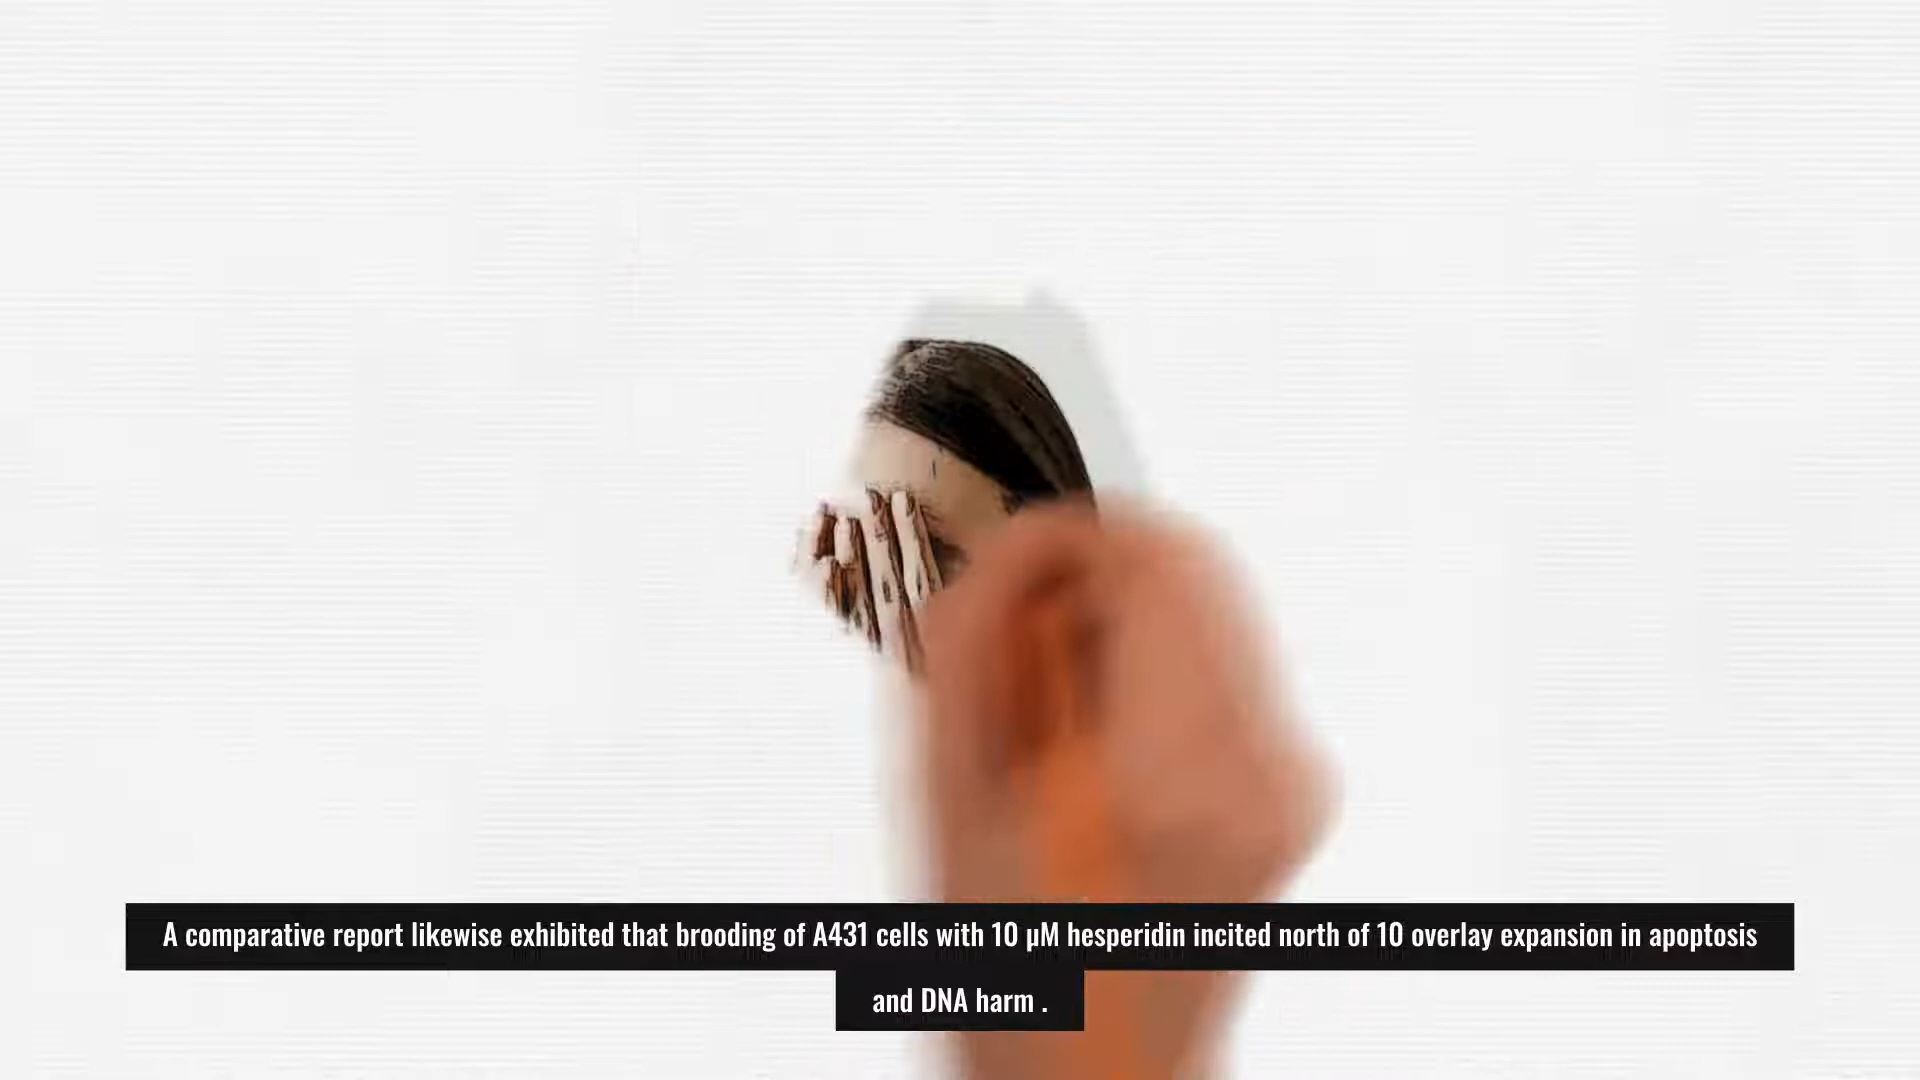 A comparative report likewise exhibited that brooding of A431 cells with 10 µM hesperidin incited north of 10 overlay expansion in apoptosis
and DNA harm .